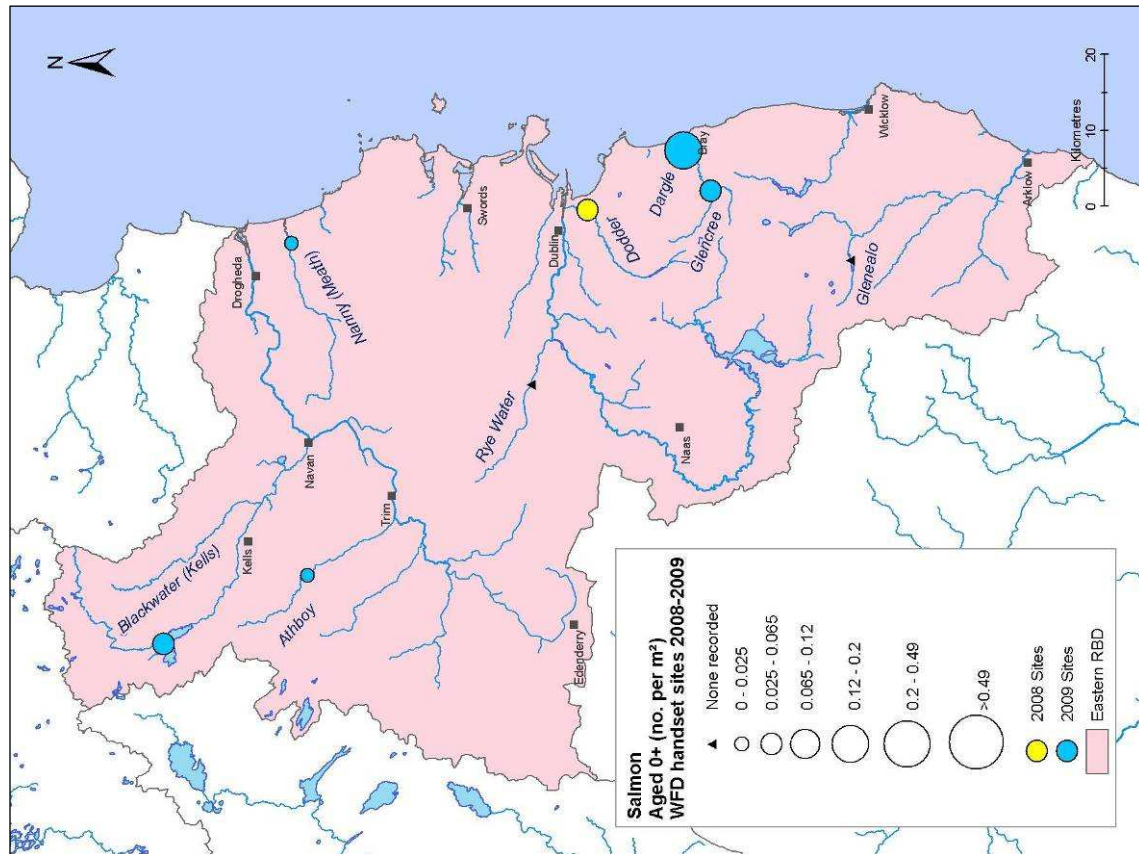 N
Drogheda
Nanny (Meath)
Blackwater (Kells)
Navan
Kells
Trim
Athboy
Swords
Rye Water
Dublin
Edenderry
Dodder
Naas
Dargle
Bray
Glencree
Glenealo
Wicklow
Arklow
0 10 20
Kilometres
Salmon
Aged 0+ (no. per m²)
WFD handset sites 2008-2009
None recorded
0 - 0.025
0.025 - 0.065
0.065 - 0.12
0.12 - 0.2
0.2 - 0.49
>0.49
2008 Sites
2009 Sites
Eastern RBD